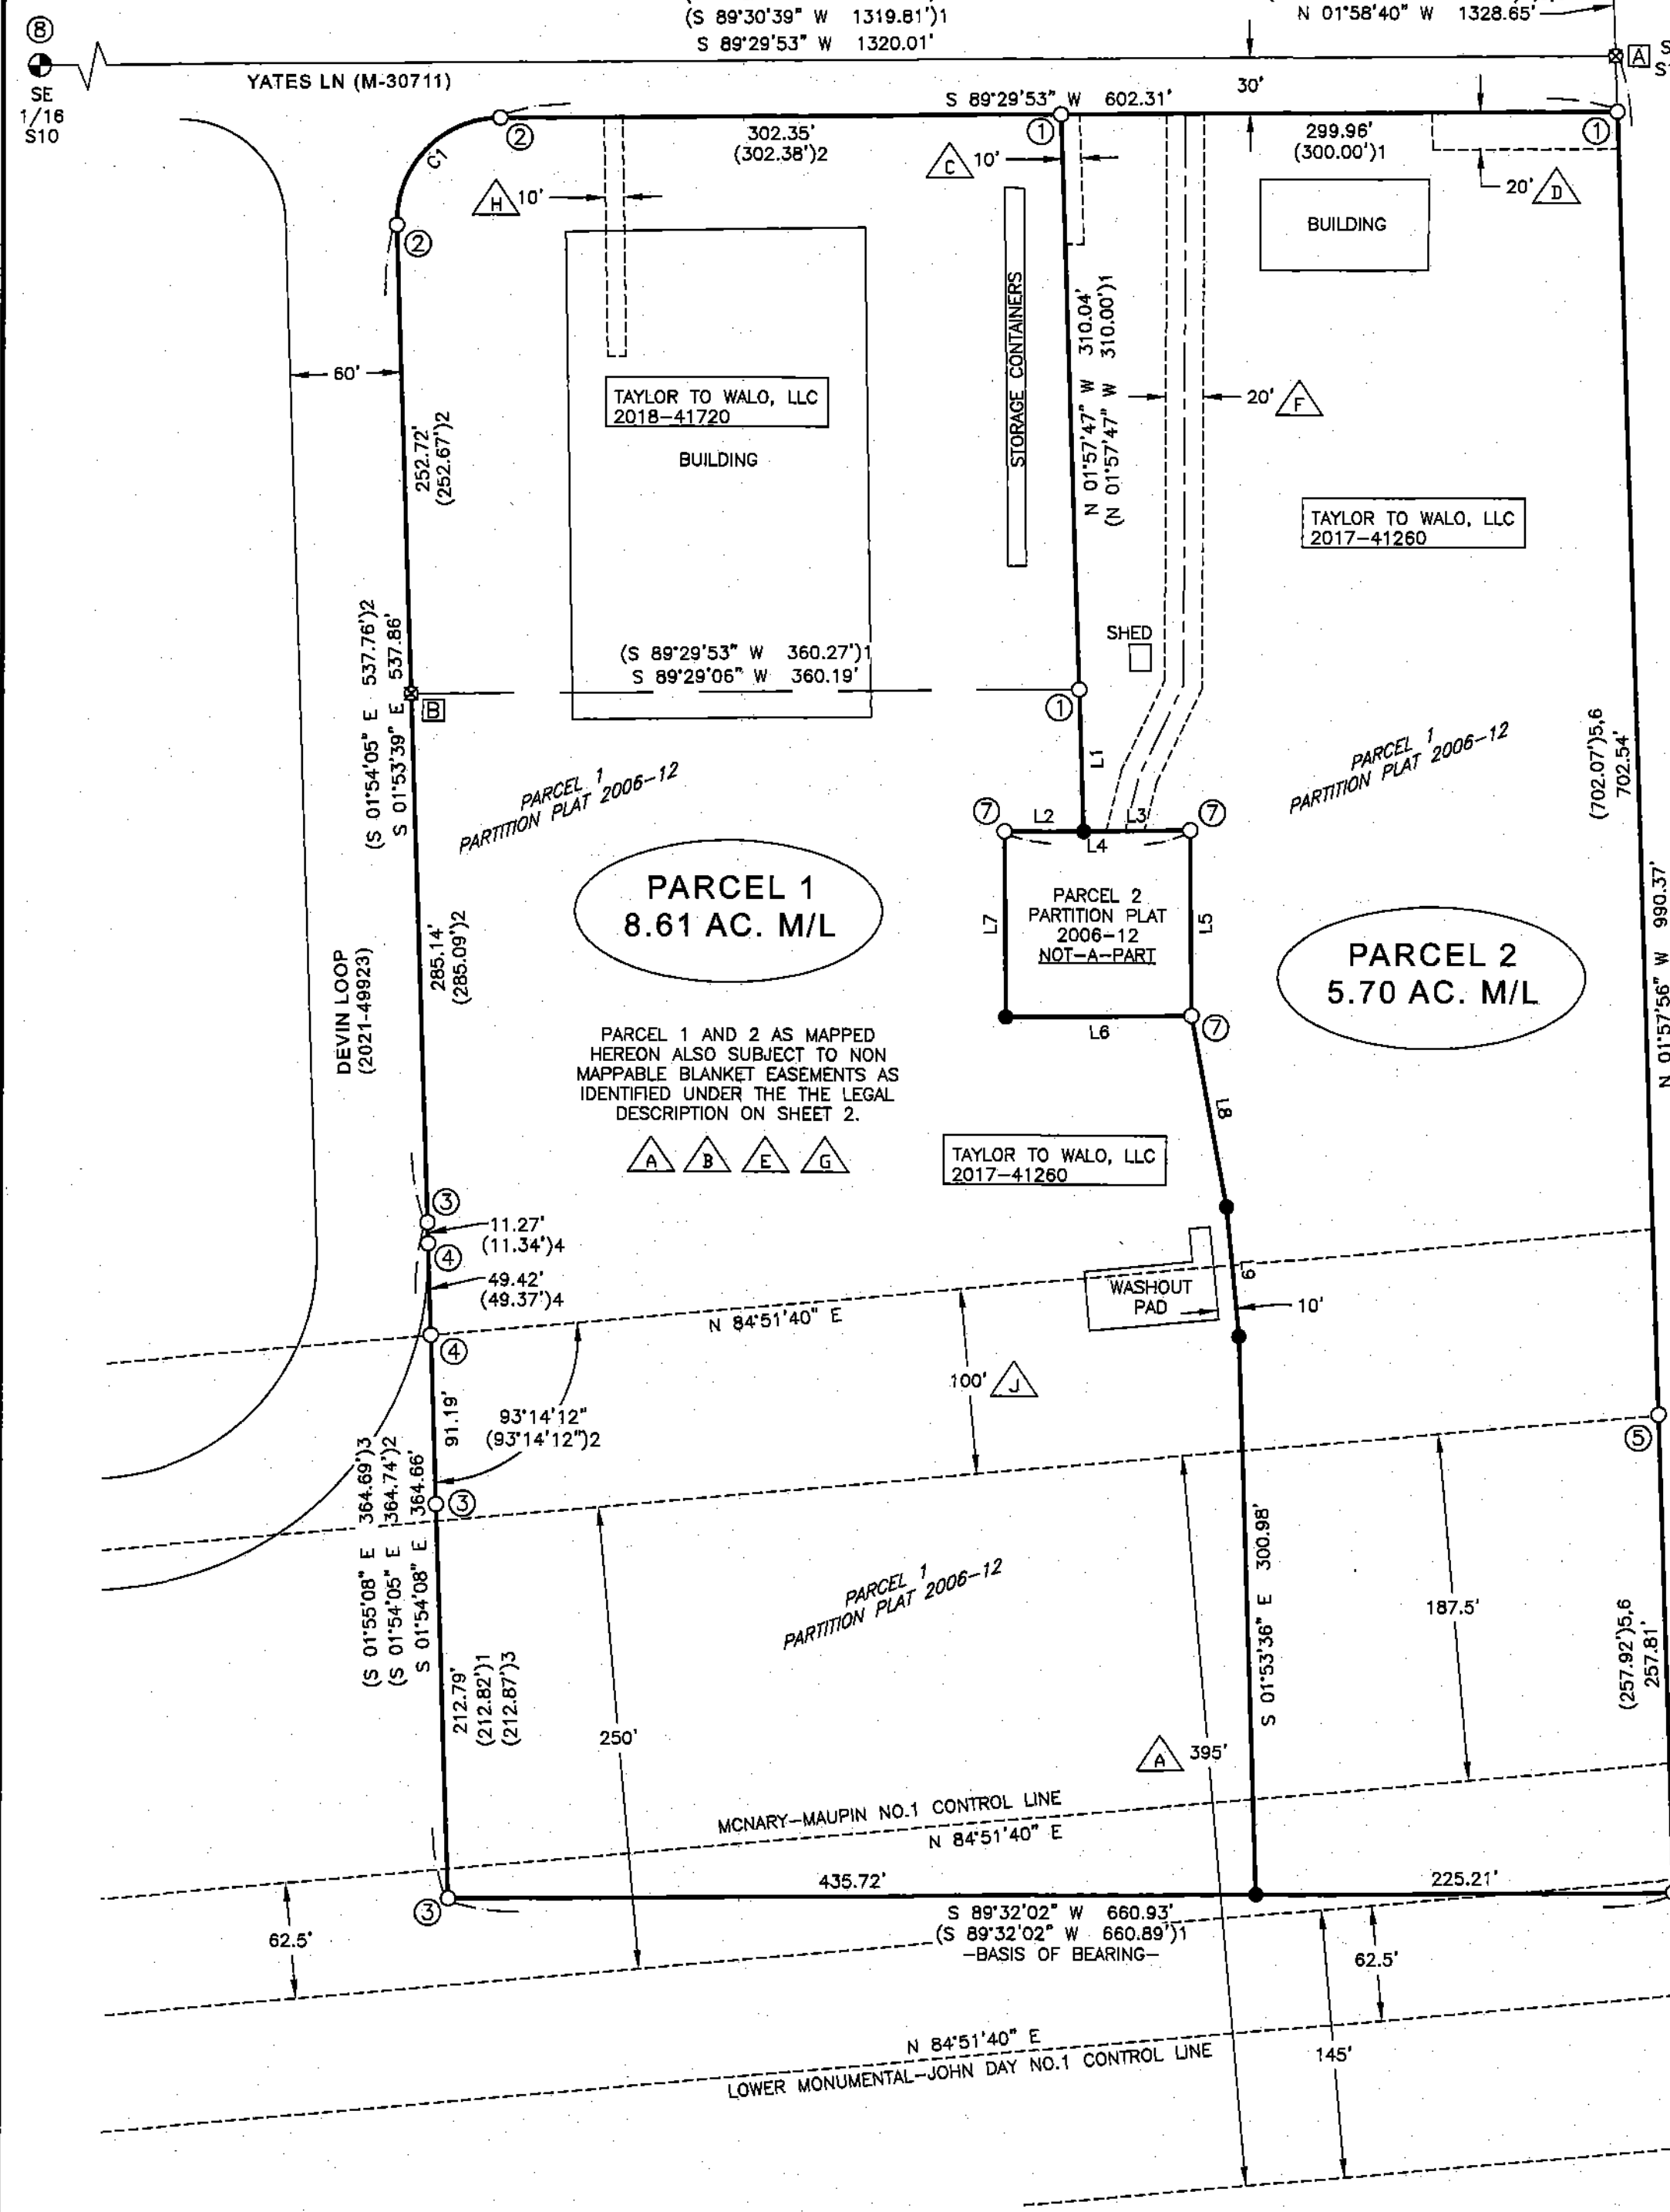 (S 89°30'39" W 1319.81')1
S 89°29'53" W 1320.01'
N 01°58'40" W 1328.65'
8
SE
1/16
S10
YATES LN (M-30711)
A
S 89°29'53" W 602.31'
30'
2
1
1
302.35'
(302.38')2
299.96'
(300.00')1
C1
C 10'
H 10'
20' D
2
BUILDING
STORAGE CONTAINERS
N 01°57'47" W 310.04'
(N 01°57'47" W 310.00')1
60'
20' F
TAYLOR TO WALO, LLC
2018-41720
BUILDING
252.72'
(252.67')2
TAYLOR TO WALO, LLC
2017-41260
(S 01°54'05" E 537.76')2
S 01°53'39" E 537.86'
SHED
(S 89°29'53" W 360.27')1
S 89°29'06" W 360.19'
B
1
L1
PARCEL 1
PARTITION PLAT 2006-12
PARCEL 1
PARTITION PLAT 2006-12
(702.07')5,6
702.54'
7
L2
L3
7
L4
PARCEL 1
8.61 AC. M/L
L7
PARCEL 2
PARTITION PLAT
2006-12
NOT-A-PART
L5
L6
7
PARCEL 2
5.70 AC. M/L
N 01°57'56" W 990.37'
DEVIN LOOP
(2021-49923)
285.14'
(285.09')2
PARCEL 1 AND 2 AS MAPPED
HEREON ALSO SUBJECT TO NON
MAPPABLE BLANKET EASEMENTS AS
IDENTIFIED UNDER THE THE LEGAL
DESCRIPTION ON SHEET 2.
A B E G
L8
TAYLOR TO WALO, LLC
2017-41260
3
11.27'
(11.34')4
4
49.42'
(49.37')4
WASHOUT
PAD
10'
N 84°51'40" E
4
100' J
91.19'
93°14'12"
(93°14'12")2
5
3
(S 01°55'08" E 364.69')3
(S 01°54'05" E 364.74')2
S 01°54'08" E 364.66'
S 01°53'36" E 300.98'
PARCEL 1
PARTITION PLAT 2006-12
187.5'
(257.92')5,6
257.81'
212.79'
(212.82')1
(212.87')3
250'
A 395'
MCNARY-MAUPIN NO.1 CONTROL LINE
N 84°51'40" E
435.72'
225.21'
3
S 89°32'02" W 660.93'
(S 89°32'02" W 660.89')1
-BASIS OF BEARING-
62.5'
62.5'
N 84°51'40" E
LOWER MONUMENTAL-JOHN DAY NO.1 CONTROL LINE
145'